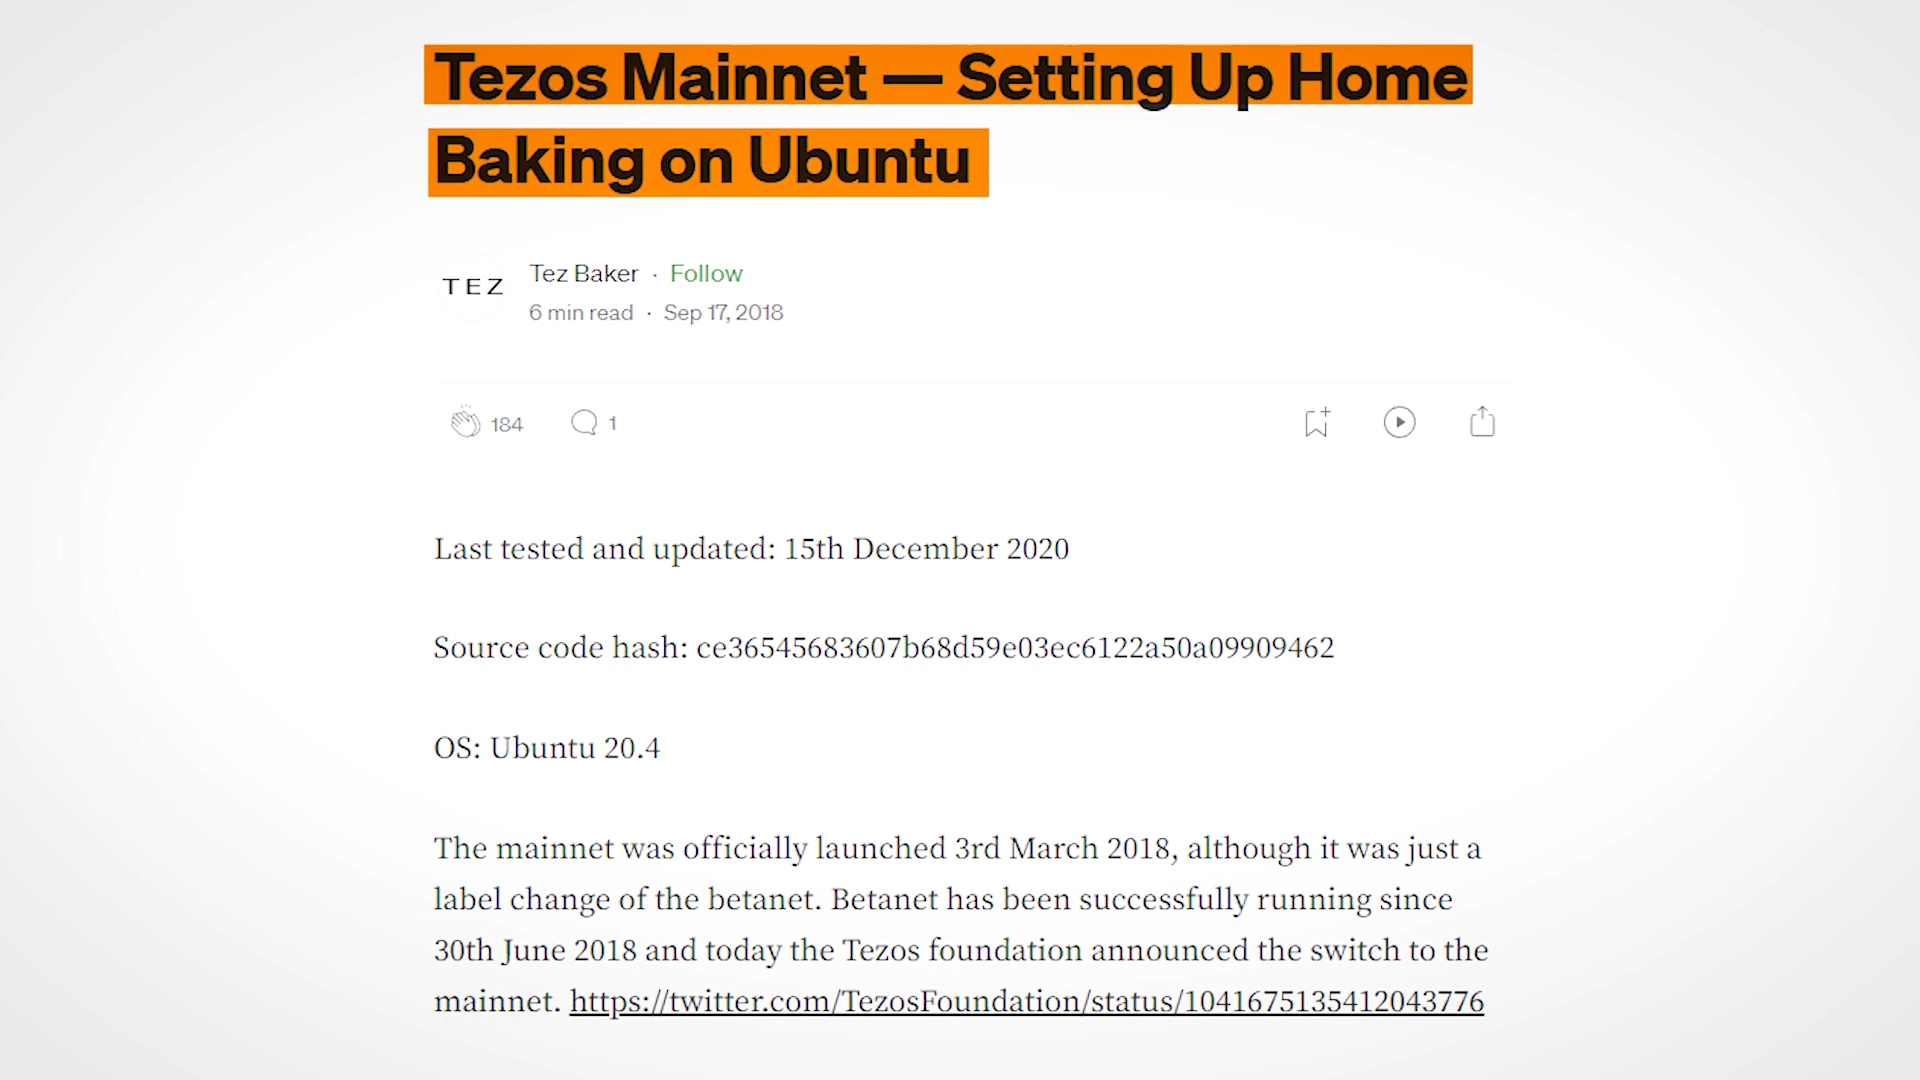 Tezos Mainnet — Setting Up Home
Baking on Ubuntu
TEZ
Tez Baker · Follow
6 min read · Sep 17, 2018
184
1
Last tested and updated: 15th December 2020
Source code hash: ce36545683607b68d59e03ec6122a50a09909462
OS: Ubuntu 20.4
The mainnet was officially launched 3rd March 2018, although it was just a
label change of the betanet. Betanet has been successfully running since
30th June 2018 and today the Tezos foundation announced the switch to the
mainnet. https://twitter.com/TezosFoundation/status/1041675135412043776